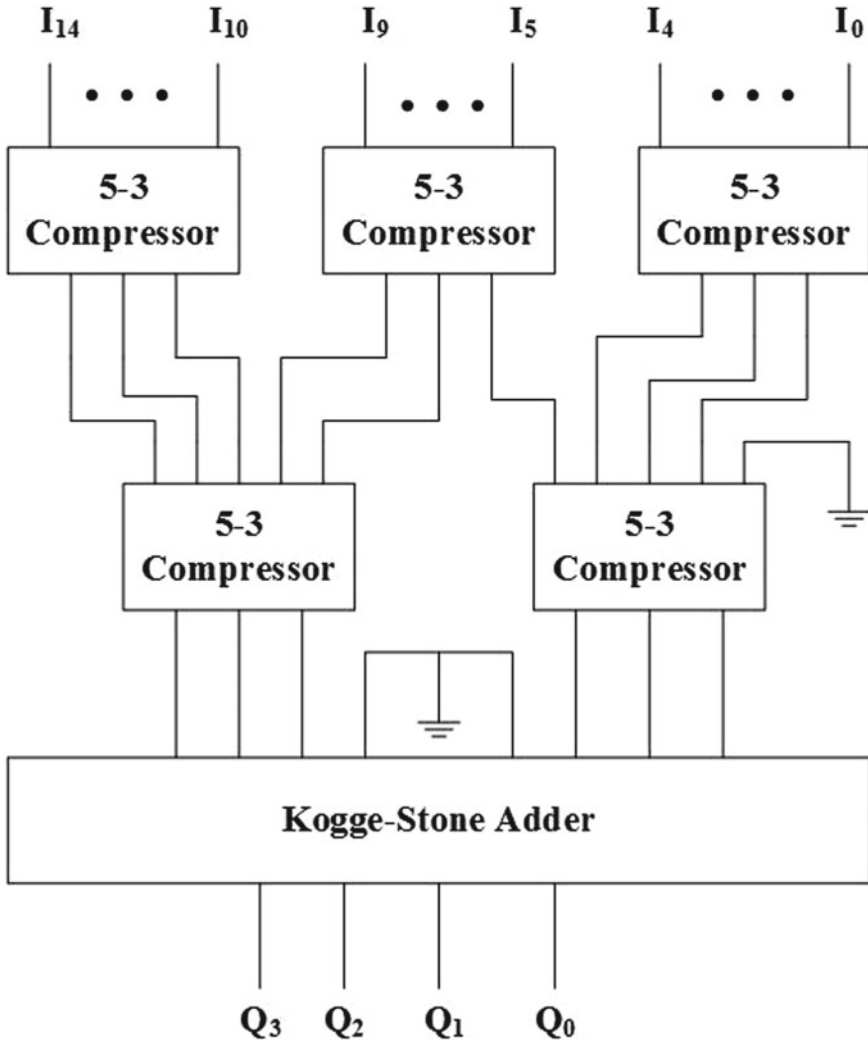 I₁₄ I₁₀ I₉ I₅ I₄ I₀
5-3 Compressor
5-3 Compressor
5-3 Compressor
5-3 Compressor
5-3 Compressor
Kogge-Stone Adder
Q₃ Q₂ Q₁ Q₀